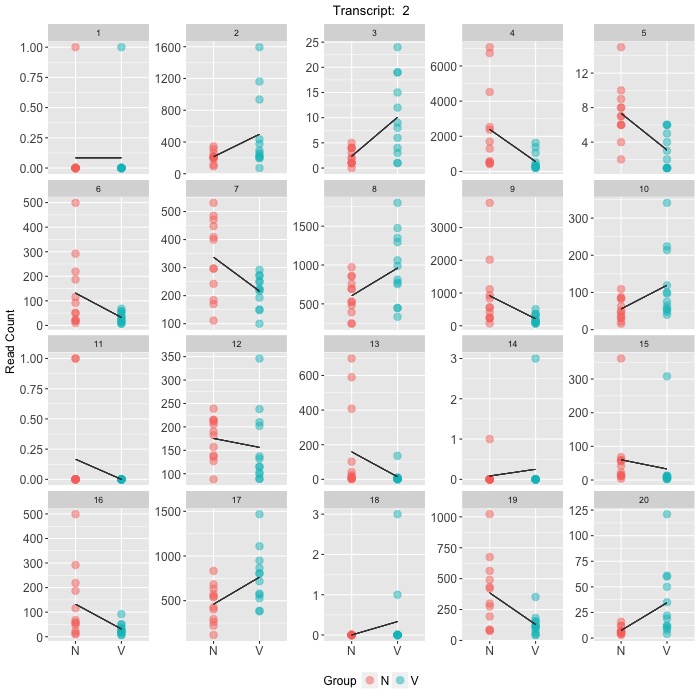 Transcript: 2
1 2 3 4 5
1.00 0.75 0.50 0.25 0.00
1600 1200 800 400 0
25 20 15 10 5 0
6000 4000 2000 0
12 8 4
6 7 8 9 10
500 400 300 200 100 0
500 400 300 200 100
1500 1000 500
3000 2000 1000 0
300 200 100 0
Read Count
11 12 13 14 15
1.00 0.75 0.50 0.25 0.00
350 300 250 200 150 100
600 400 200 0
3 2 1 0
300 200 100 0
16 17 18 19 20
500 400 300 200 100 0
1500 1000 500
3 2 1 0
1000 750 500 250 0
125 100 75 50 25 0
N V N V N V N V N V
Group N V